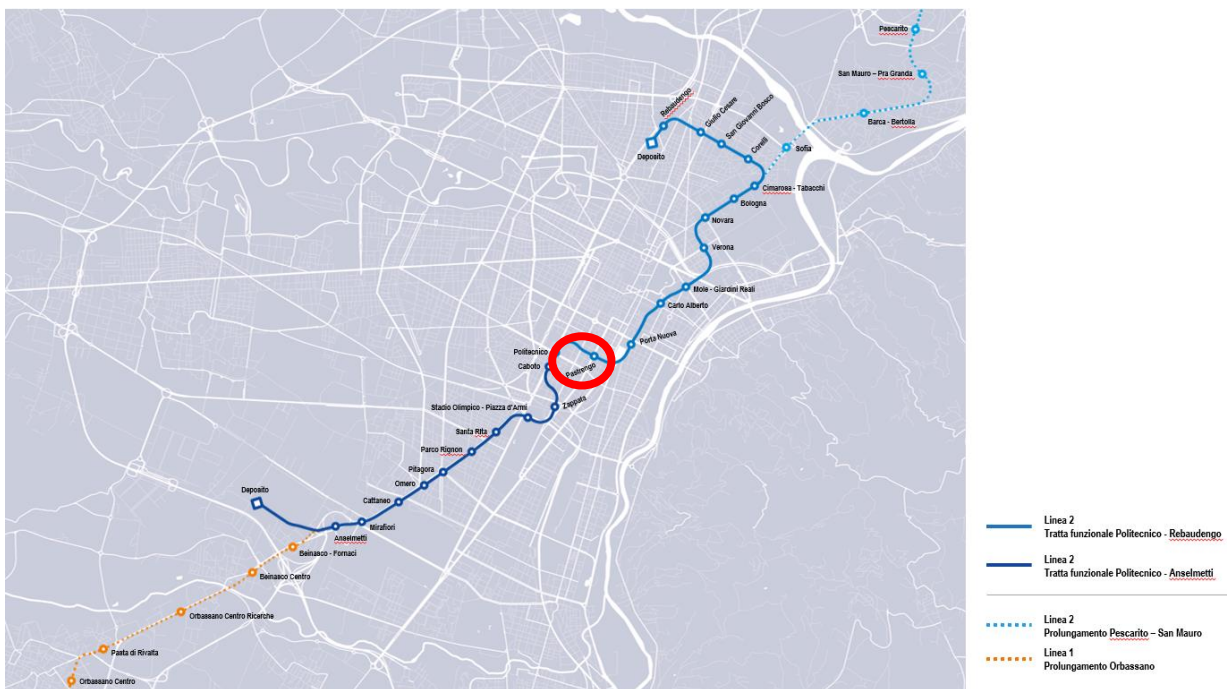 Pescarito
San Mauro – Pra Granda
Barca - Bertolla
Sofia
Rebaudengo
Giulio Cesare
San Giovanni Bosco
Corelli
Deposito
Cimarosa - Tabacchi
Bologna
Novara
Verona
Mole - Giardini Reali
Carlo Alberto
Porta Nuova
Politecnico
Pastrengo
Caboto
Zappata
Stadio Olimpico - Piazza d'Armi
Santa Rita
Parco Rignon
Pitagora
Omero
Cattaneo
Deposito
Mirafiori
Anselmetti
Beinasco - Fornaci
Beinasco Centro
Orbassano Centro Ricerche
Pasta di Rivalta
Orbassano Centro
Linea 2
Tratta funzionale Politecnico - Rebaudengo
Linea 2
Tratta funzionale Politecnico - Anselmetti
Linea 2
Prolungamento Pescarito – San Mauro
Linea 1
Prolungamento Orbassano